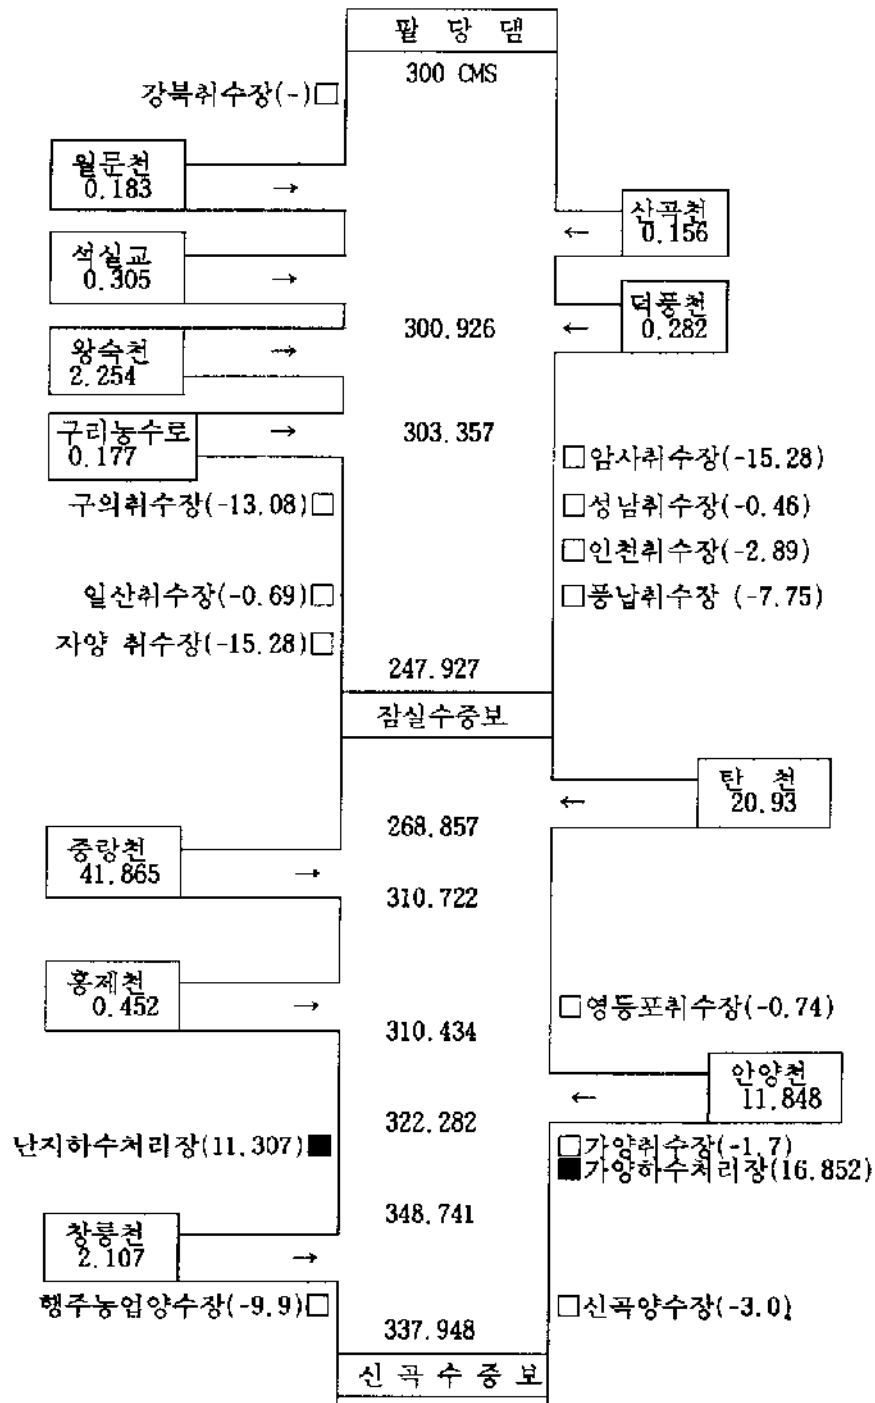 팔 당 댐
300 CMS
강북취수장(-)□
월문천
0.183
→
산곡천
0.156
←
석실교
0.305
→
덕풍천
0.282
←
300.926
왕숙천
2.254
→
구리농수로
0.177
→
303.357
□암사취수장(-15.28)
구의취수장(-13.08)□
□성남취수장(-0.46)
□인천취수장(-2.89)
일산취수장(-0.69)□
□풍납취수장 (-7.75)
자양 취수장(-15.28)□
247.927
잠실수중보
탄 천
20.93
←
268.857
중랑천
41.865
→
310.722
홍제천
0.452
→
□영등포취수장(-0.74)
310.434
안양천
11.848
←
322.282
난지하수처리장(11.307)■
□가양취수장(-1.7)
■가양하수처리장(16.852)
348.741
창릉천
2.107
→
행주농업양수장(-9.9)□
□신곡양수장(-3.0)
337.948
신 곡 수 중 보